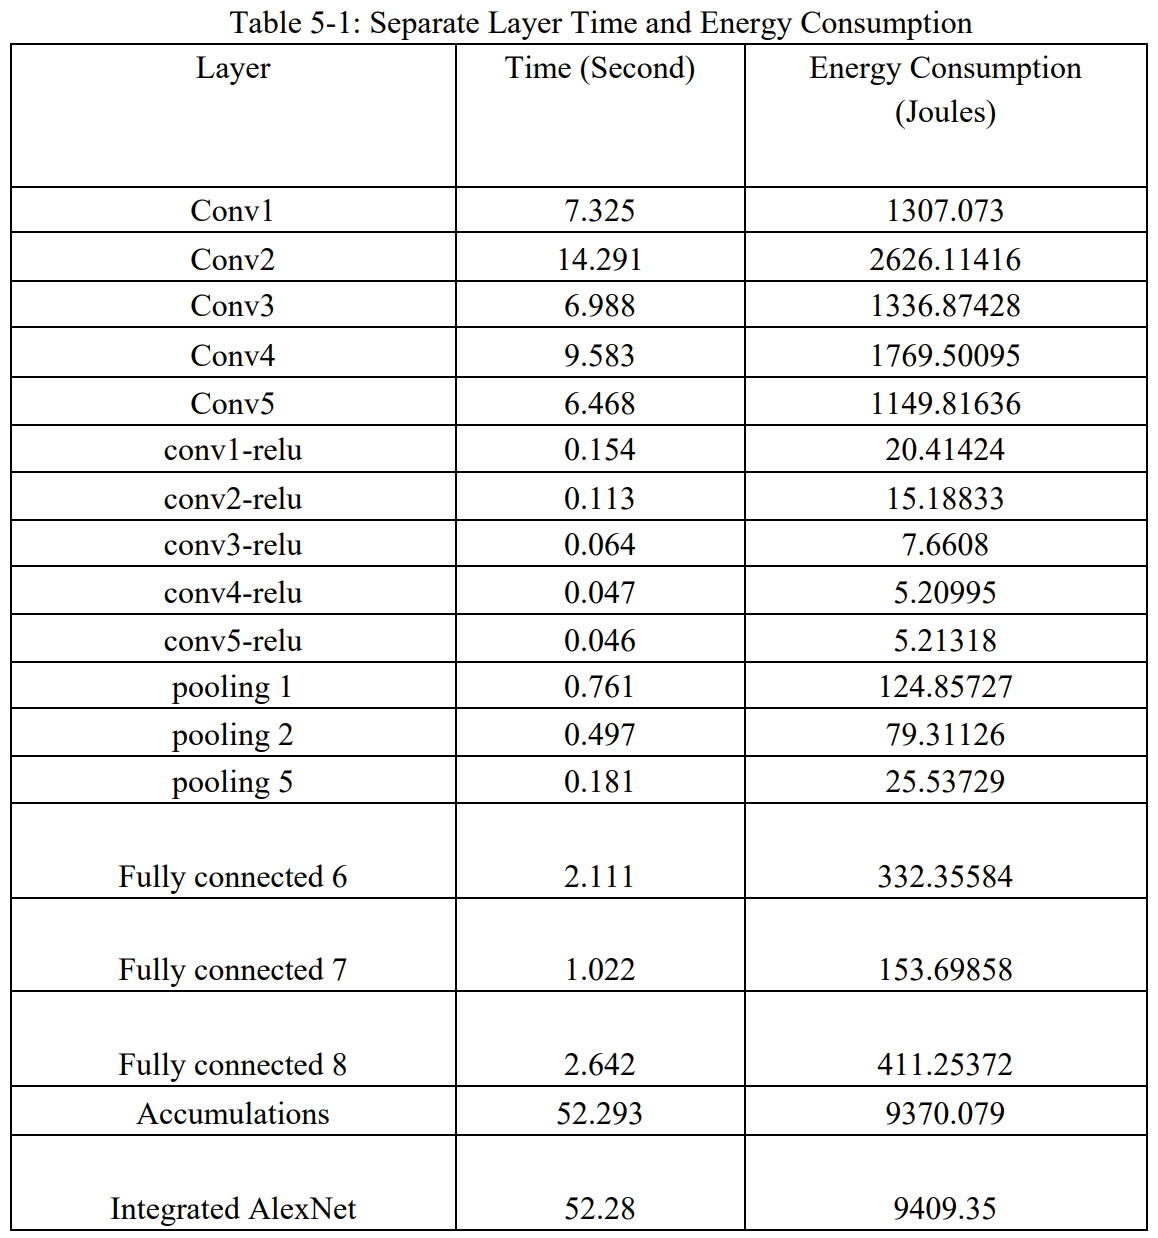 Table 5-1: Separate Layer Time and Energy Consumption
Layer Time (Second) Energy Consumption
(Joules)
Conv1 7.325 1307.073
Conv2 14.291 2626.11416
Conv3 6.988 1336.87428
Conv4 9.583 1769.50095
Conv5 6.468 1149.81636
conv1-relu 0.154 20.41424
conv2-relu 0.113 15.18833
conv3-relu 0.064 7.6608
conv4-relu 0.047 5.20995
conv5-relu 0.046 5.21318
pooling 1 0.761 124.85727
pooling 2 0.497 79.31126
pooling 5 0.181 25.53729
Fully connected 6 2.111 332.35584
Fully connected 7 1.022 153.69858
Fully connected 8 2.642 411.25372
Accumulations 52.293 9370.079
Integrated AlexNet 52.28 9409.35